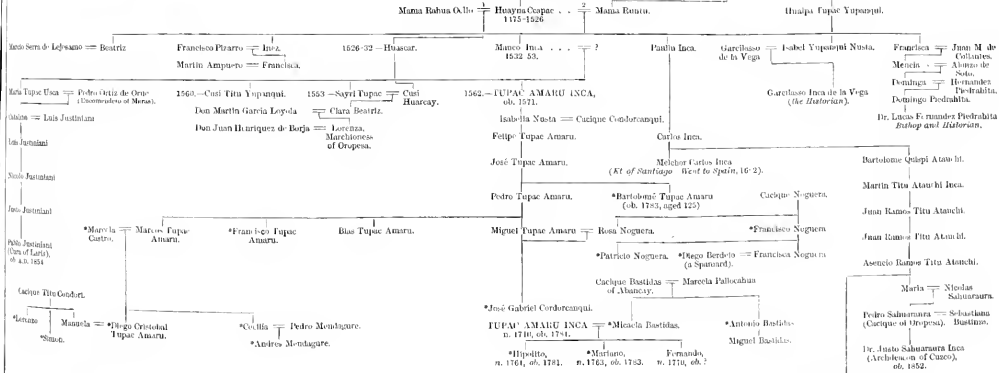 1 2
Mama Rahua Ocllo = Huayna Ccapac . . = Mama Runtu. Hualpa Tupac Yupanqui.
1475-1526
Mancio Serra de Lejesamo = Beatriz Francisco Pizarro = Inez. 1526-32—Huascar. Manco Inca . . . = ? Paullu Inca. Garcilasso = Isabel Yupanqui Nusta. Francisca = Juan M. de
1532-53. de la Vega Collantes.
Martin Ampuero = Francisca. Mencia = Alonzo de
Soto.
Maria Tupac Usca = Pedro Ortiz de Orue 1560.—Cusi Titu Yupanqui. 1553—Sayri Tupac = Cusi 1562.—TUPAC AMARU INCA, Garcilasso Inca de la Vega Dominga = Hernandez
(Encomendero of Maras). Huarcay. ob. 1571. (the Historian). Piedrahita.
Domingo Piedrahita.
Catalina = Luis Justiniani Don Martin Garcia Loyola = Clara Beatriz. Isabella Nusta = Cacique Condorcanqui. Dr. Lucas Fernandez Piedrahita
Bishop and Historian.
Don Juan Henriquez de Borja = Lorenza,
Marchioness
of Oropesa.
Luis Justiniani Felipe Tupac Amaru. Carlos Inca.
José Tupac Amaru. Melchor Carlos Inca Bartolome Quispi Atauchi.
(Kt of Santiago Went to Spain, 16·2).
Nicolo Justiniani
Martin Titu Atauchi Inca.
Pedro Tupac Amaru. *Bartolomé Tupac Amaru Cacique Noguera.
(ob. 1783, aged 125)
Justo Justiniani Juan Ramos Titu Atauchi.
*Marcela = Marcos Tupac *Francisco Tupac Blas Tupac Amaru. Miguel Tupac Amaru = Rosa Noguera. *Francisco Noguera
Castro. Amaru. Amaru.
Pablo Justiniani Juan Ramos Titu Atauchi.
(Cura of Laris),
ob. A.D. 1854
*Patricio Noguera. *Diego Berdeio = Francisca Noguera
(a Spaniard).
Asencio Ramos Titu Atauchi.
Cacique Titu Condori. Cacique Bastidas = Marcela Pallocahua
of Abancay.
Maria = Nicolas
Sahuaraura.
*José Gabriel Condorcanqui.
*Lorenzo Manuela = *Diego Cristobal *Cecilia = Pedro Mendagure. TUPAC AMARU INCA = *Micaela Bastidas. *Antonio Bastidas Pedro Sahuaraura = Sebastiana
*Simon. Tupac Amaru. n. 1740, ob. 1781. (Cacique of Oropesa). Bustinza.
*Andres Mendagure. Miguel Bastidas.
*Hipolito, *Mariano, Fernando, Dr. Justo Sahuaraura Inca
n. 1761, ob. 1781. n. 1763, ob. 1783. n. 1770, ob. ? (Archdeacon of Cuzco),
ob. 1852.